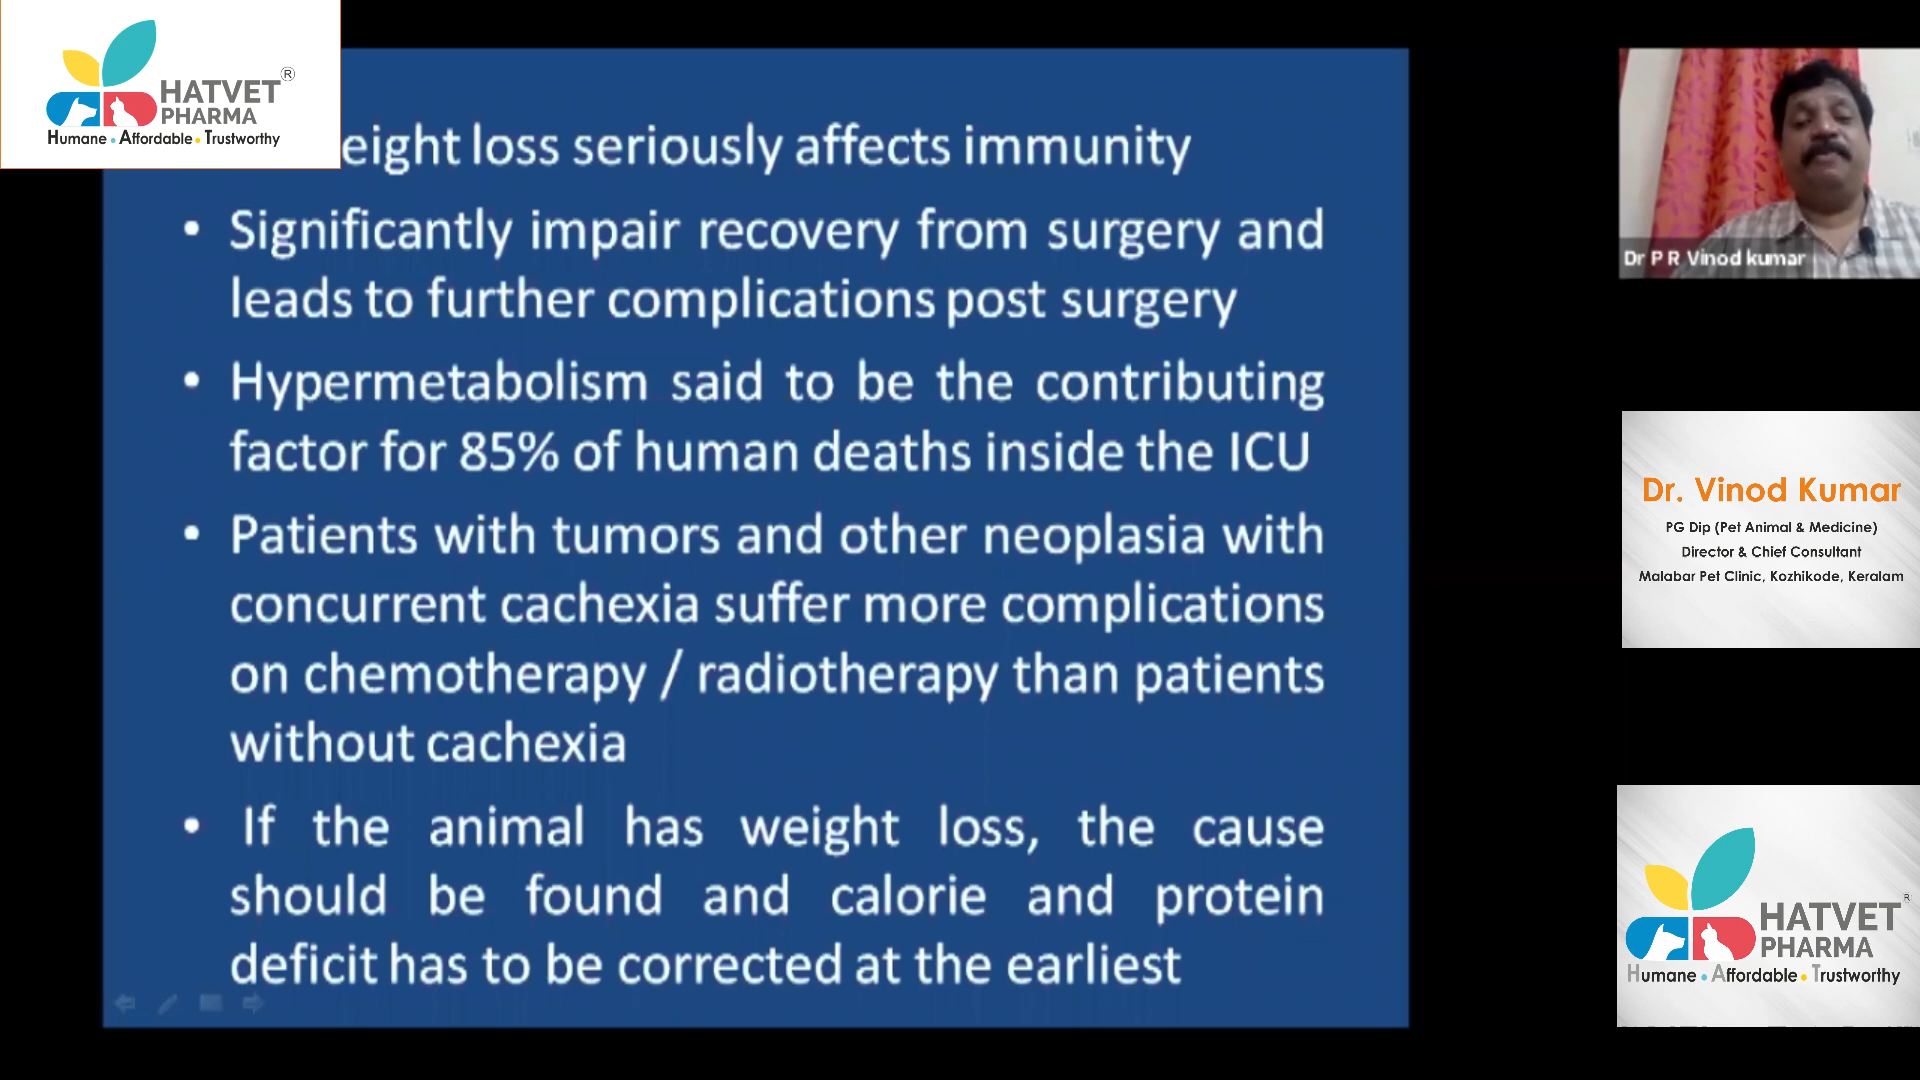 HATVET®
PHARMA
Humane • Affordable • Trustworthy
eight loss seriously affects immunity
• Significantly impair recovery from surgery and
leads to further complications post surgery
• Hypermetabolism said to be the contributing
factor for 85% of human deaths inside the ICU
• Patients with tumors and other neoplasia with
concurrent cachexia suffer more complications
on chemotherapy / radiotherapy than patients
without cachexia
• If the animal has weight loss, the cause
should be found and calorie and protein
deficit has to be corrected at the earliest
Dr P R Vinod kumar
Dr. Vinod Kumar
PG Dip (Pet Animal & Medicine)
Director & Chief Consultant
Malabar Pet Clinic, Kozhikode, Keralam
HATVET®
PHARMA
Humane • Affordable • Trustworthy